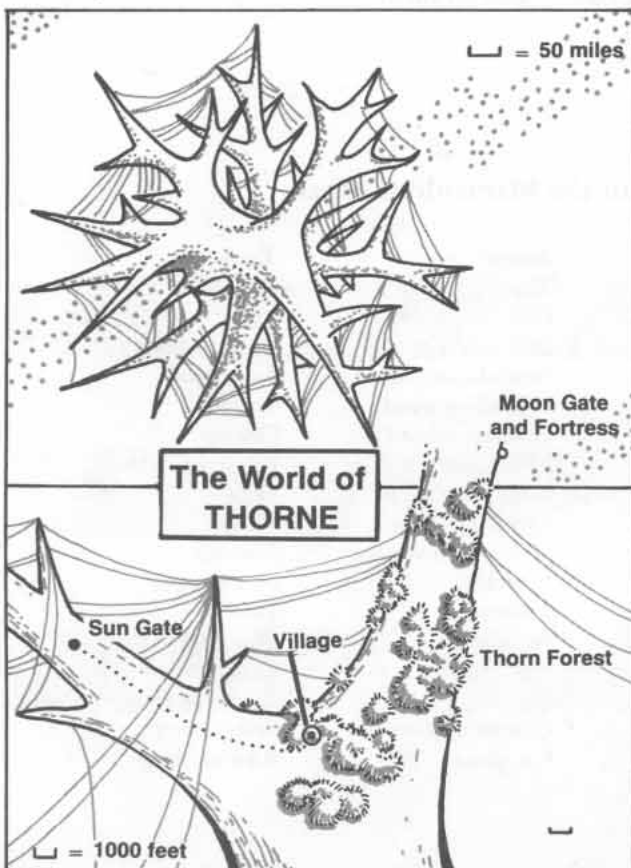 = 50 miles
Moon Gate
and Fortress
The World of
THORNE
Sun Gate
Village
Thorn Forest
= 1000 feet